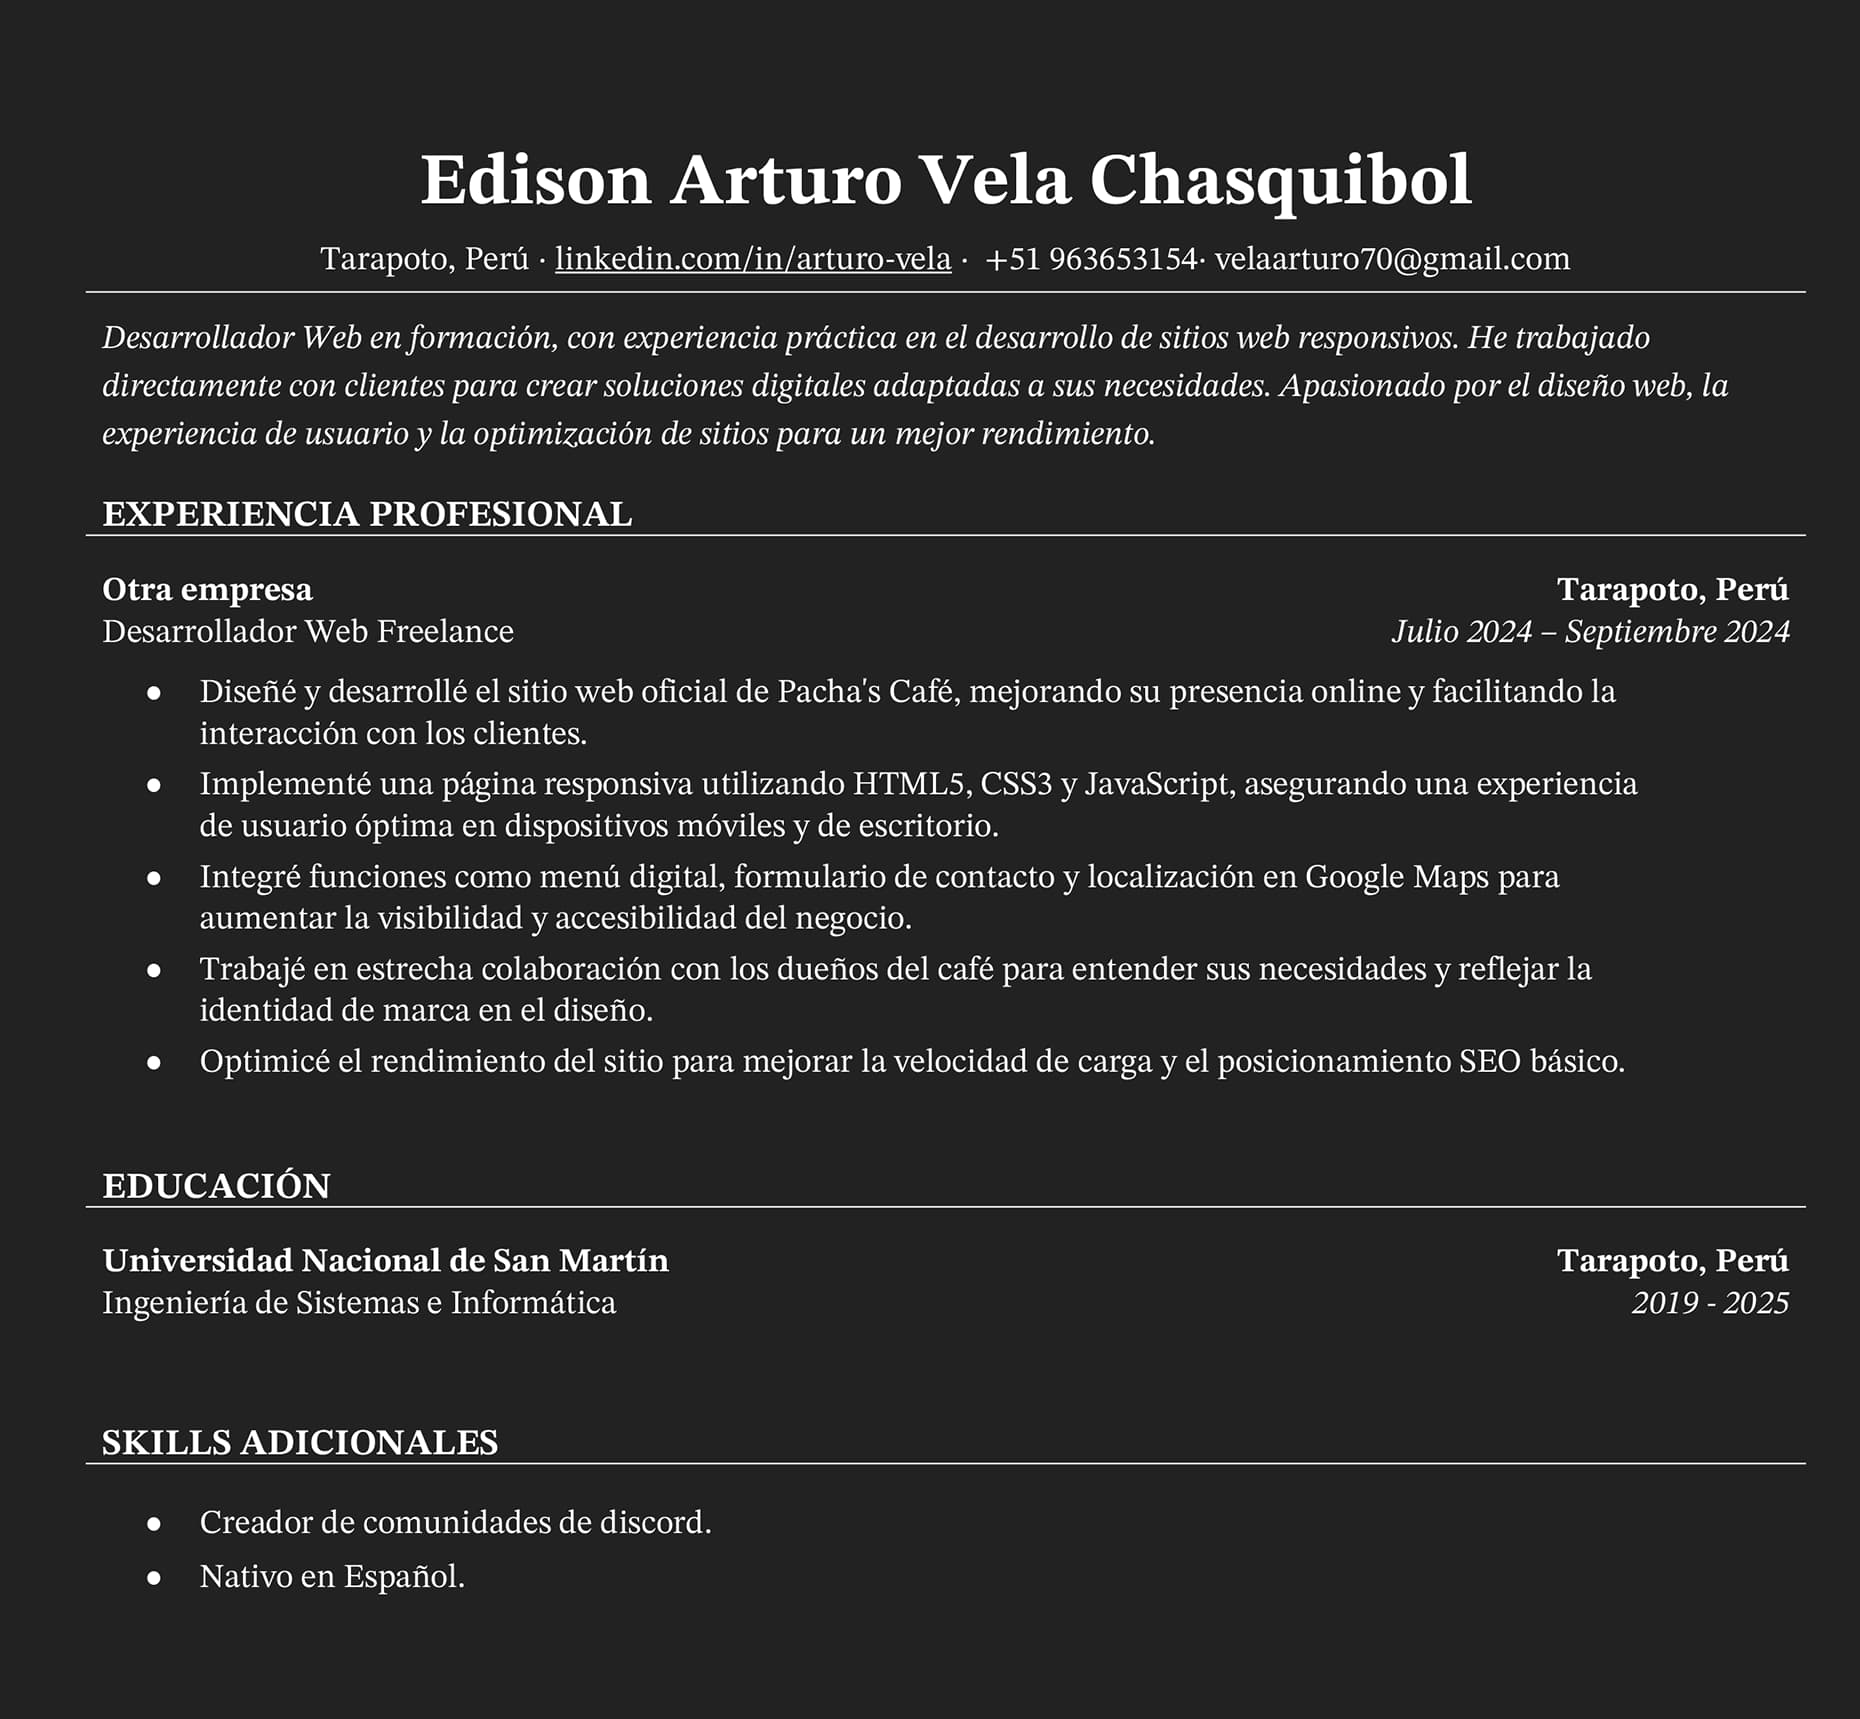 Edison Arturo Vela Chasquibol
Tarapoto, Perú · linkedin.com/in/arturo-vela · +51 963653154· velaarturo70@gmail.com
Desarrollador Web en formación, con experiencia práctica en el desarrollo de sitios web responsivos. He trabajado
directamente con clientes para crear soluciones digitales adaptadas a sus necesidades. Apasionado por el diseño web, la
experiencia de usuario y la optimización de sitios para un mejor rendimiento.
EXPERIENCIA PROFESIONAL
Otra empresa Tarapoto, Perú
Desarrollador Web Freelance Julio 2024 – Septiembre 2024
● Diseñé y desarrollé el sitio web oficial de Pacha's Café, mejorando su presencia online y facilitando la
interacción con los clientes.
● Implementé una página responsiva utilizando HTML5, CSS3 y JavaScript, asegurando una experiencia
de usuario óptima en dispositivos móviles y de escritorio.
● Integré funciones como menú digital, formulario de contacto y localización en Google Maps para
aumentar la visibilidad y accesibilidad del negocio.
● Trabajé en estrecha colaboración con los dueños del café para entender sus necesidades y reflejar la
identidad de marca en el diseño.
● Optimicé el rendimiento del sitio para mejorar la velocidad de carga y el posicionamiento SEO básico.
EDUCACIÓN
Universidad Nacional de San Martín Tarapoto, Perú
Ingeniería de Sistemas e Informática 2019 - 2025
SKILLS ADICIONALES
● Creador de comunidades de discord.
● Nativo en Español.